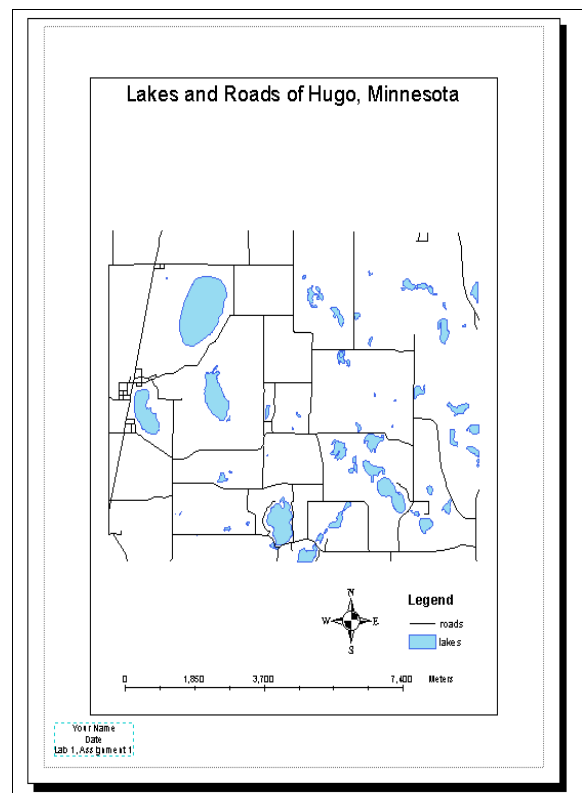 Lakes and Roads of Hugo, Minnesota
N
W E
S
Legend
roads
lakes
0 1,850 3,700 7,400 Meters
Your Name
Date
Lab 1, Assignment 1